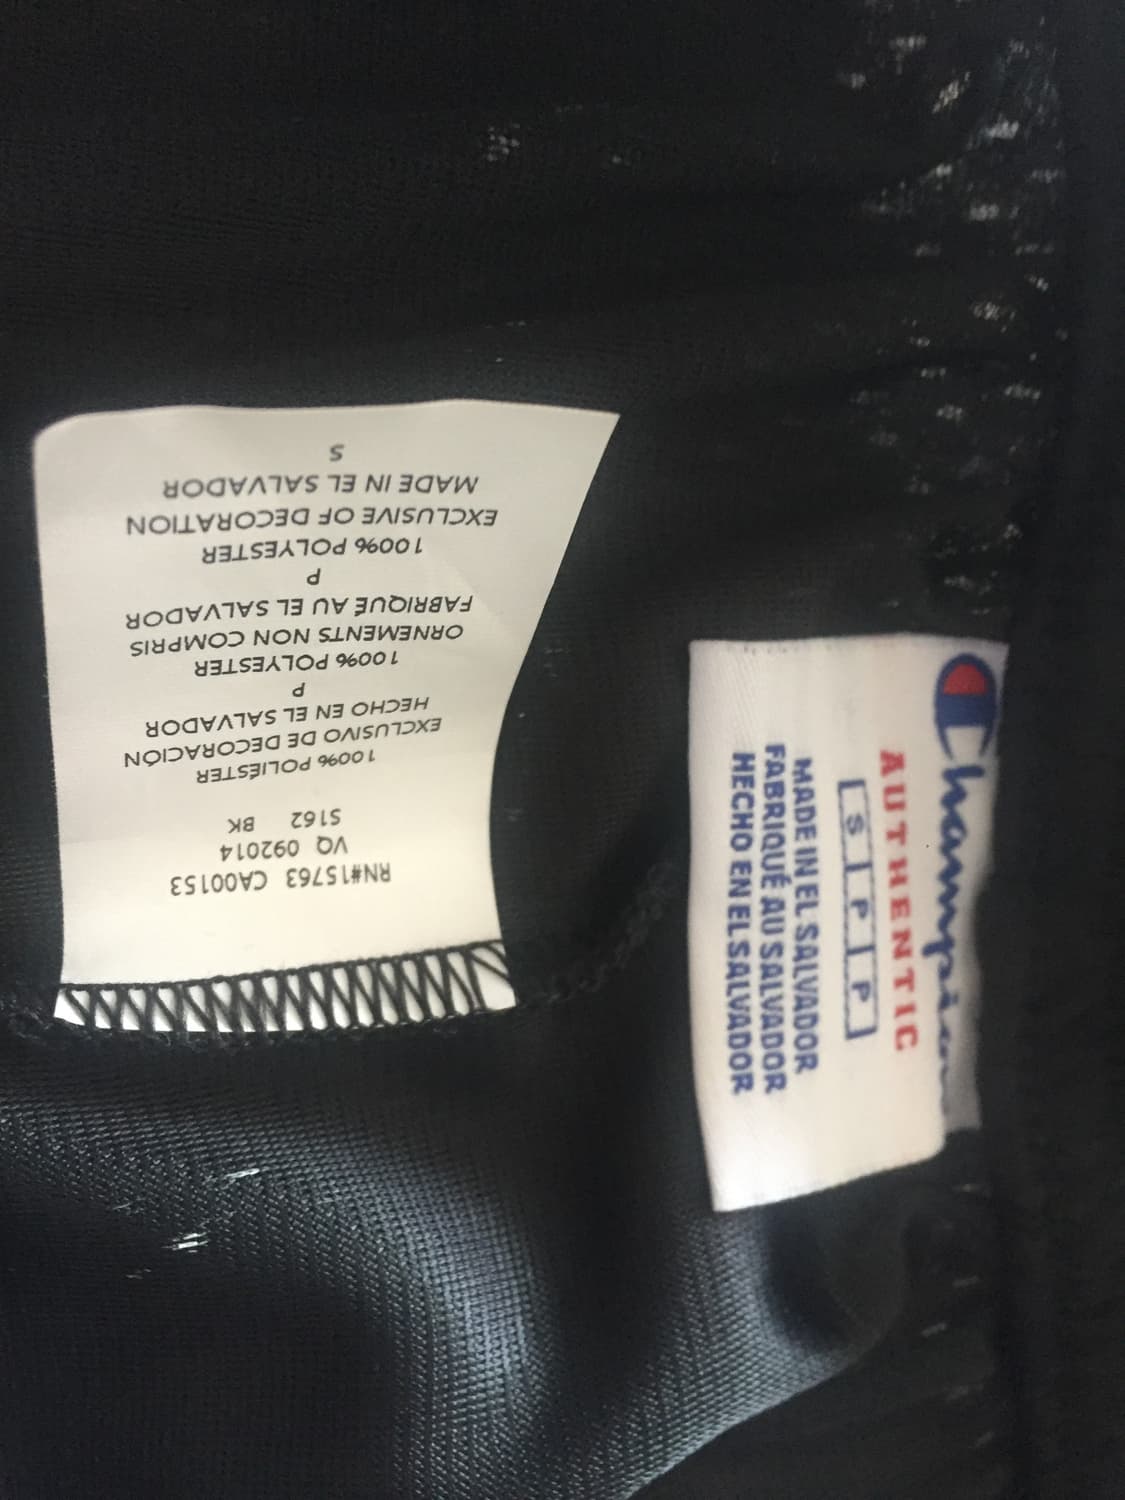 RN#15763 CA00153
VQ 092014
S162 BK
100% POLIÉSTER
EXCLUSIVO DE DECORACIÓN
HECHO EN EL SALVADOR
P
100% POLYESTER
ORNEMENTS NON COMPRIS
FABRIQUÉ AU EL SALVADOR
P
100% POLYESTER
EXCLUSIVE OF DECORATION
MADE IN EL SALVADOR
S
Champion
AUTHENTIC
S P P
MADE IN EL SALVADOR
FABRIQUÉ AU SALVADOR
HECHO EN EL SALVADOR